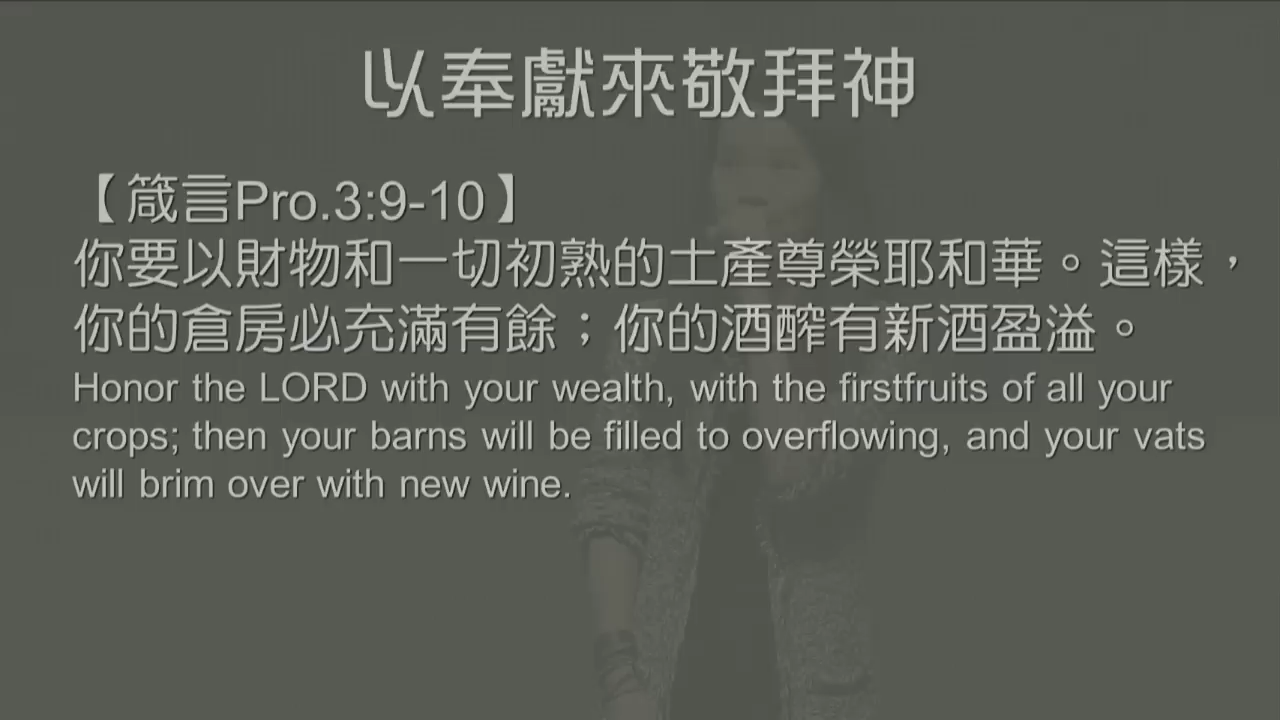 以奉獻來敬拜神
【箴言Pro.3:9-10】
你要以財物和一切初熟的土產尊榮耶和華。這樣，
你的倉房必充滿有餘；你的酒醡有新酒盈溢。
Honor the LORD with your wealth, with the firstfruits of all your
crops; then your barns will be filled to overflowing, and your vats
will brim over with new wine.